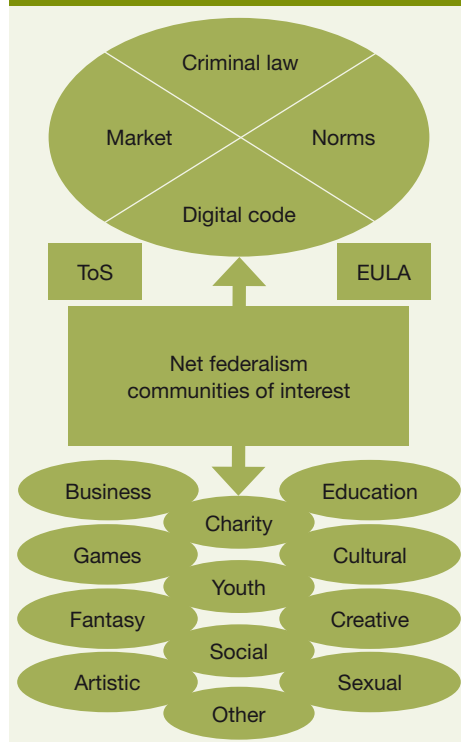 Criminal law
Market
Norms
Digital code
ToS
EULA
Net federalism
communities of interest
Business
Education
Charity
Games
Cultural
Youth
Fantasy
Creative
Social
Artistic
Sexual
Other